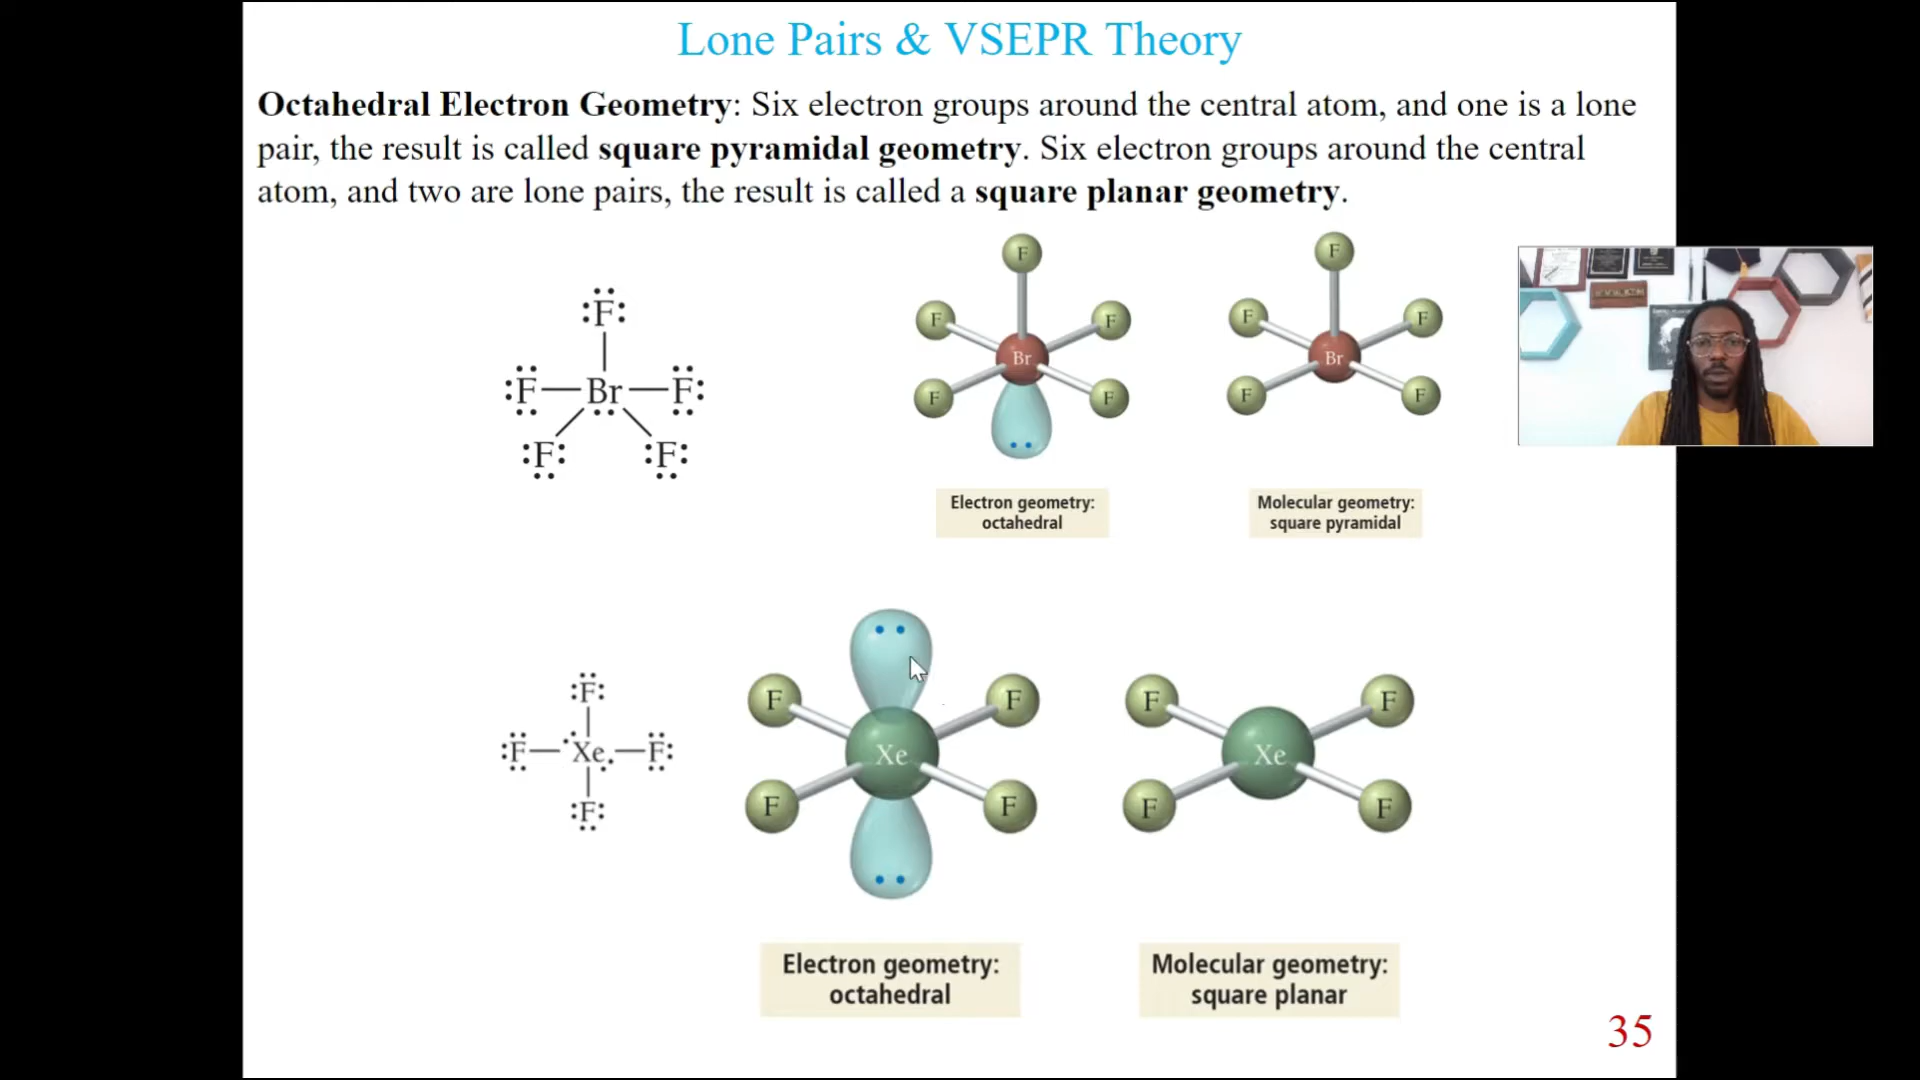 Lone Pairs & VSEPR Theory
Octahedral Electron Geometry: Six electron groups around the central atom, and one is a lone
pair, the result is called square pyramidal geometry. Six electron groups around the central
atom, and two are lone pairs, the result is called a square planar geometry.
:F:
:F—Br—F:
:F: :F:
F
F F
Br
F F
F
F F
Br
F F
Electron geometry:
octahedral
Molecular geometry:
square pyramidal
:F:
:F—Xe—F:
:F:
F F
Xe
F F
F F
Xe
F F
Electron geometry:
octahedral
Molecular geometry:
square planar
35